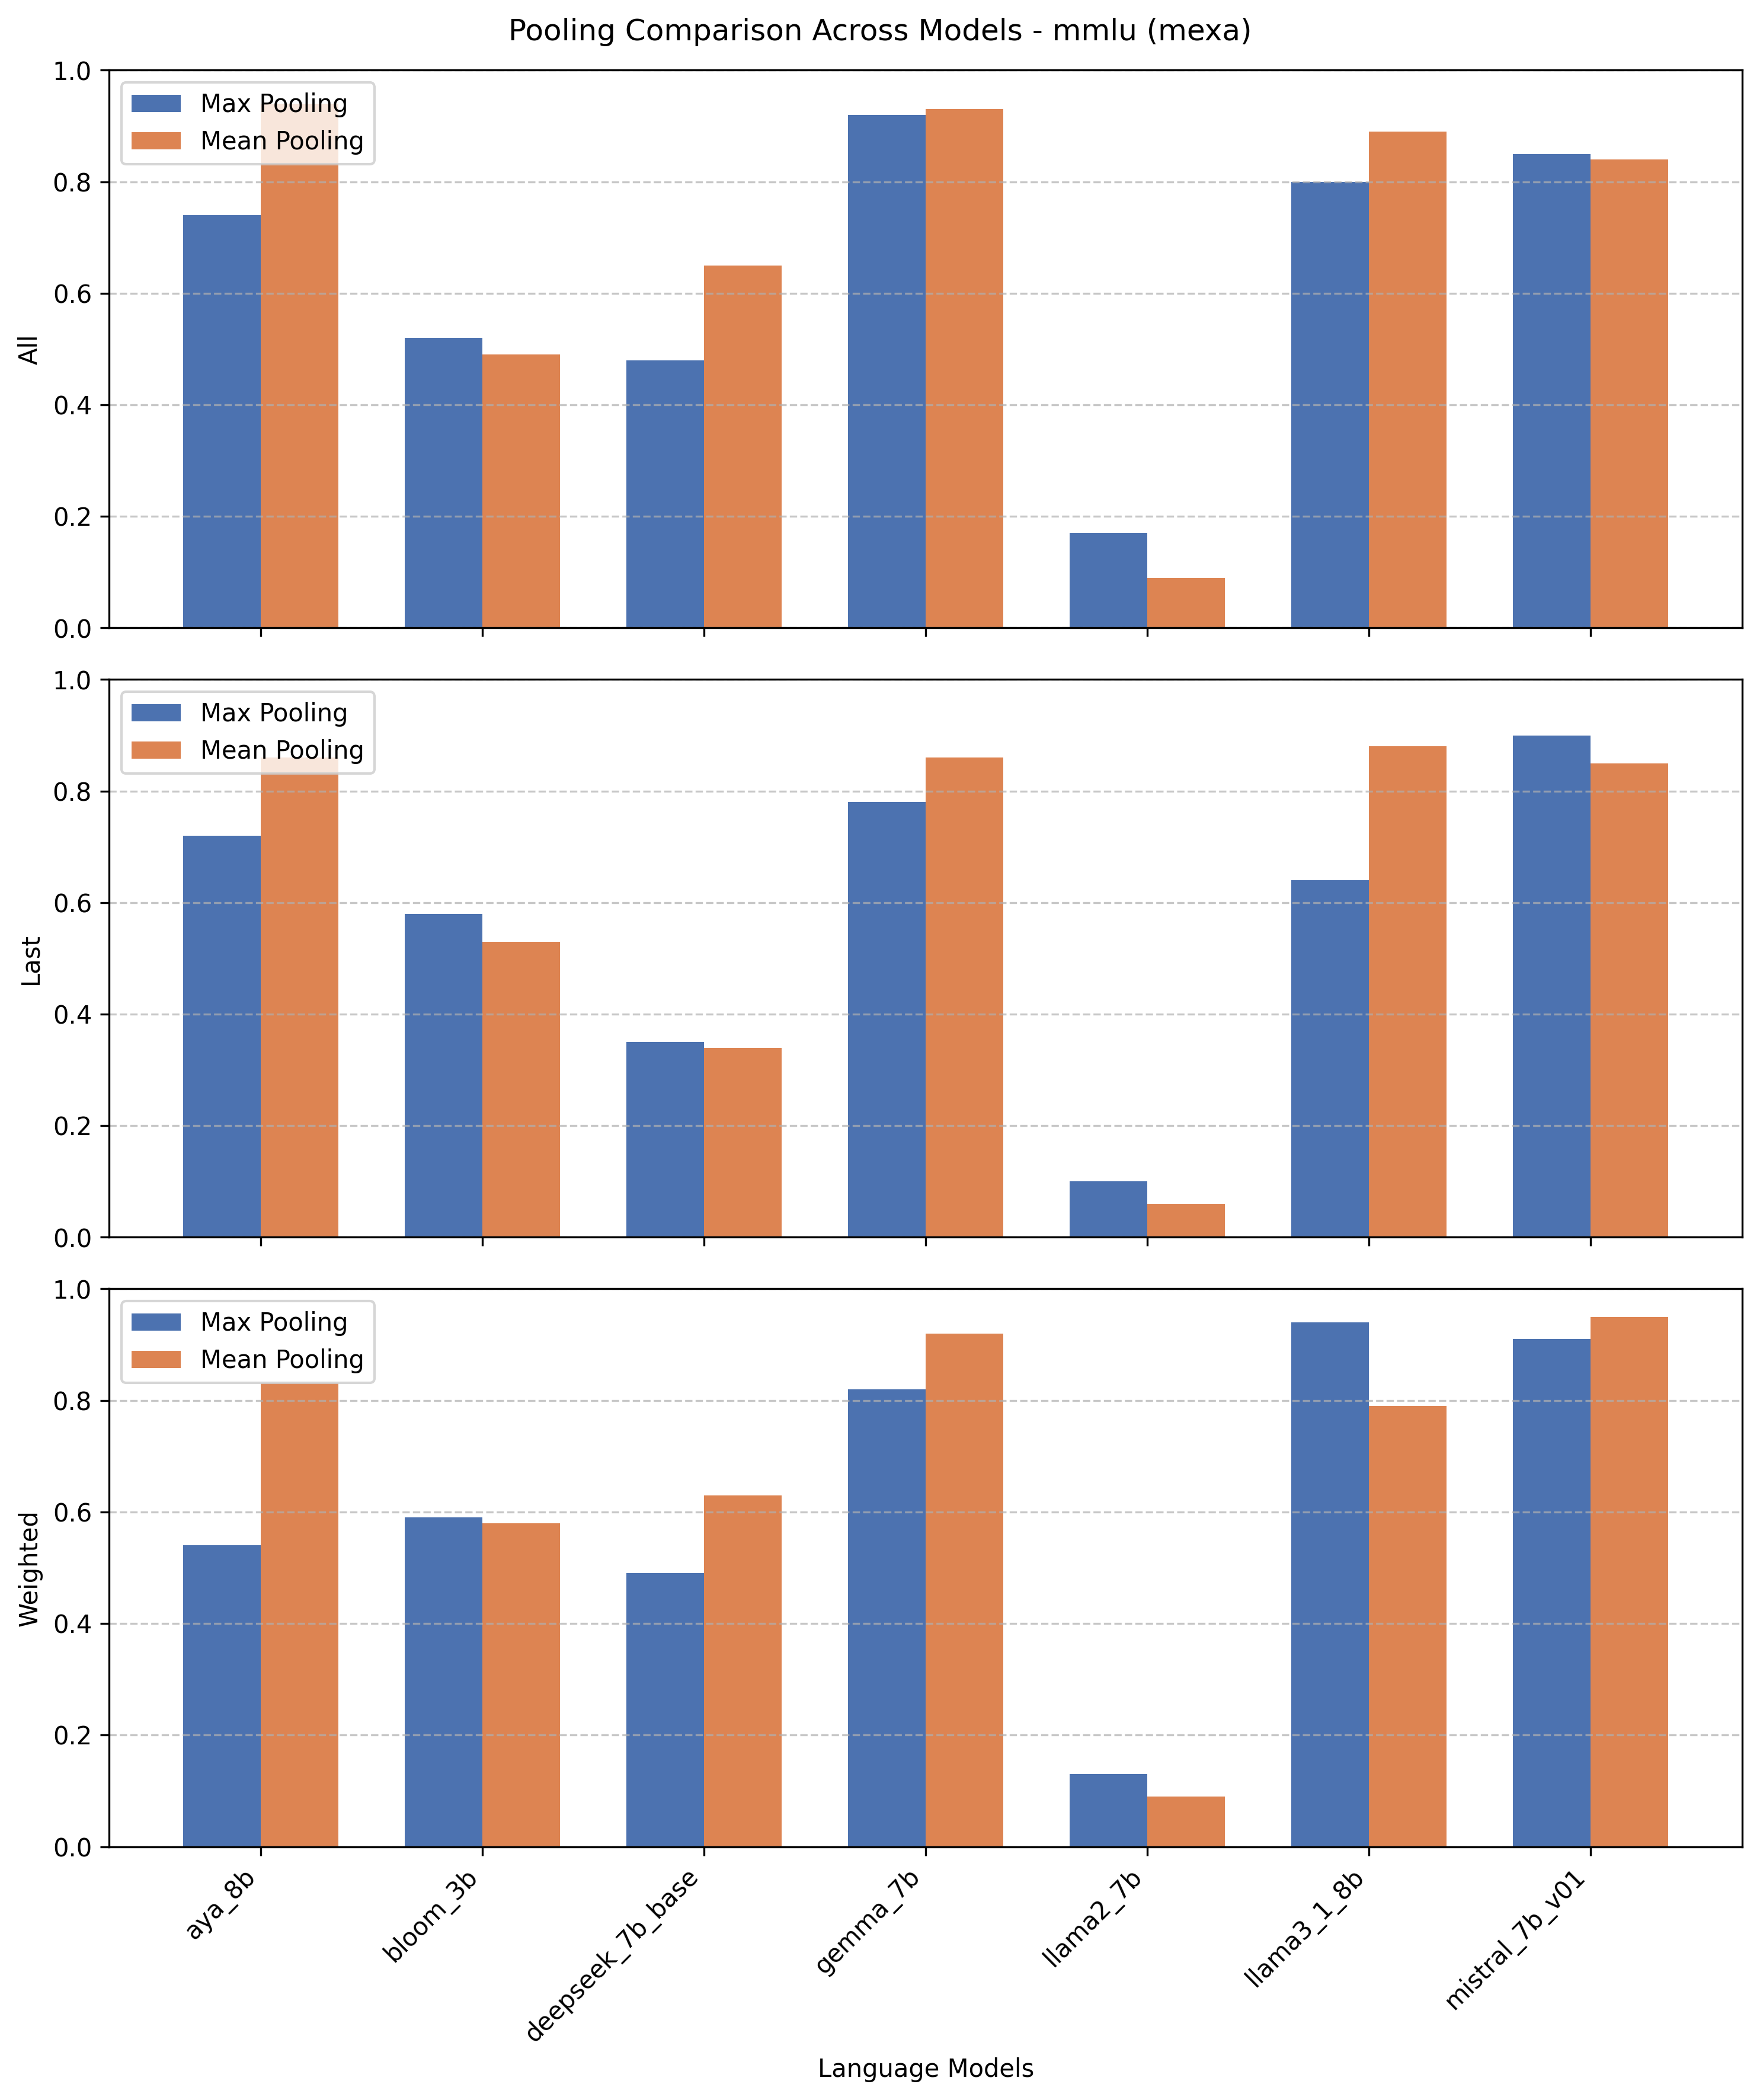 Pooling Comparison Across Models - mmlu (mexa)
1.0
0.8
0.6
0.4
0.2
0.0
All
Max Pooling
Mean Pooling
1.0
0.8
0.6
0.4
0.2
0.0
Last
Max Pooling
Mean Pooling
1.0
0.8
0.6
0.4
0.2
0.0
Weighted
Max Pooling
Mean Pooling
aya_8b
bloom_3b
deepseek_7b_base
gemma_7b
llama2_7b
llama3_1_8b
mistral_7b_v01
Language Models